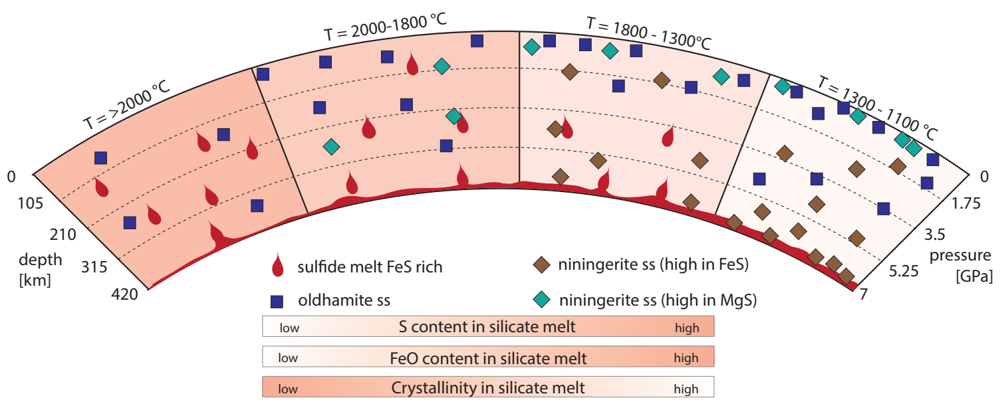 T = >2000 °C
T = 2000-1800 °C
T = 1800 - 1300°C
T = 1300 - 1100 °C
0
105
210
315
420
depth
[km]
0
1.75
3.5
5.25
7
pressure
[GPa]
sulfide melt FeS rich
niningerite ss (high in FeS)
oldhamite ss
niningerite ss (high in MgS)
low S content in silicate melt high
low FeO content in silicate melt high
low Crystallinity in silicate melt high